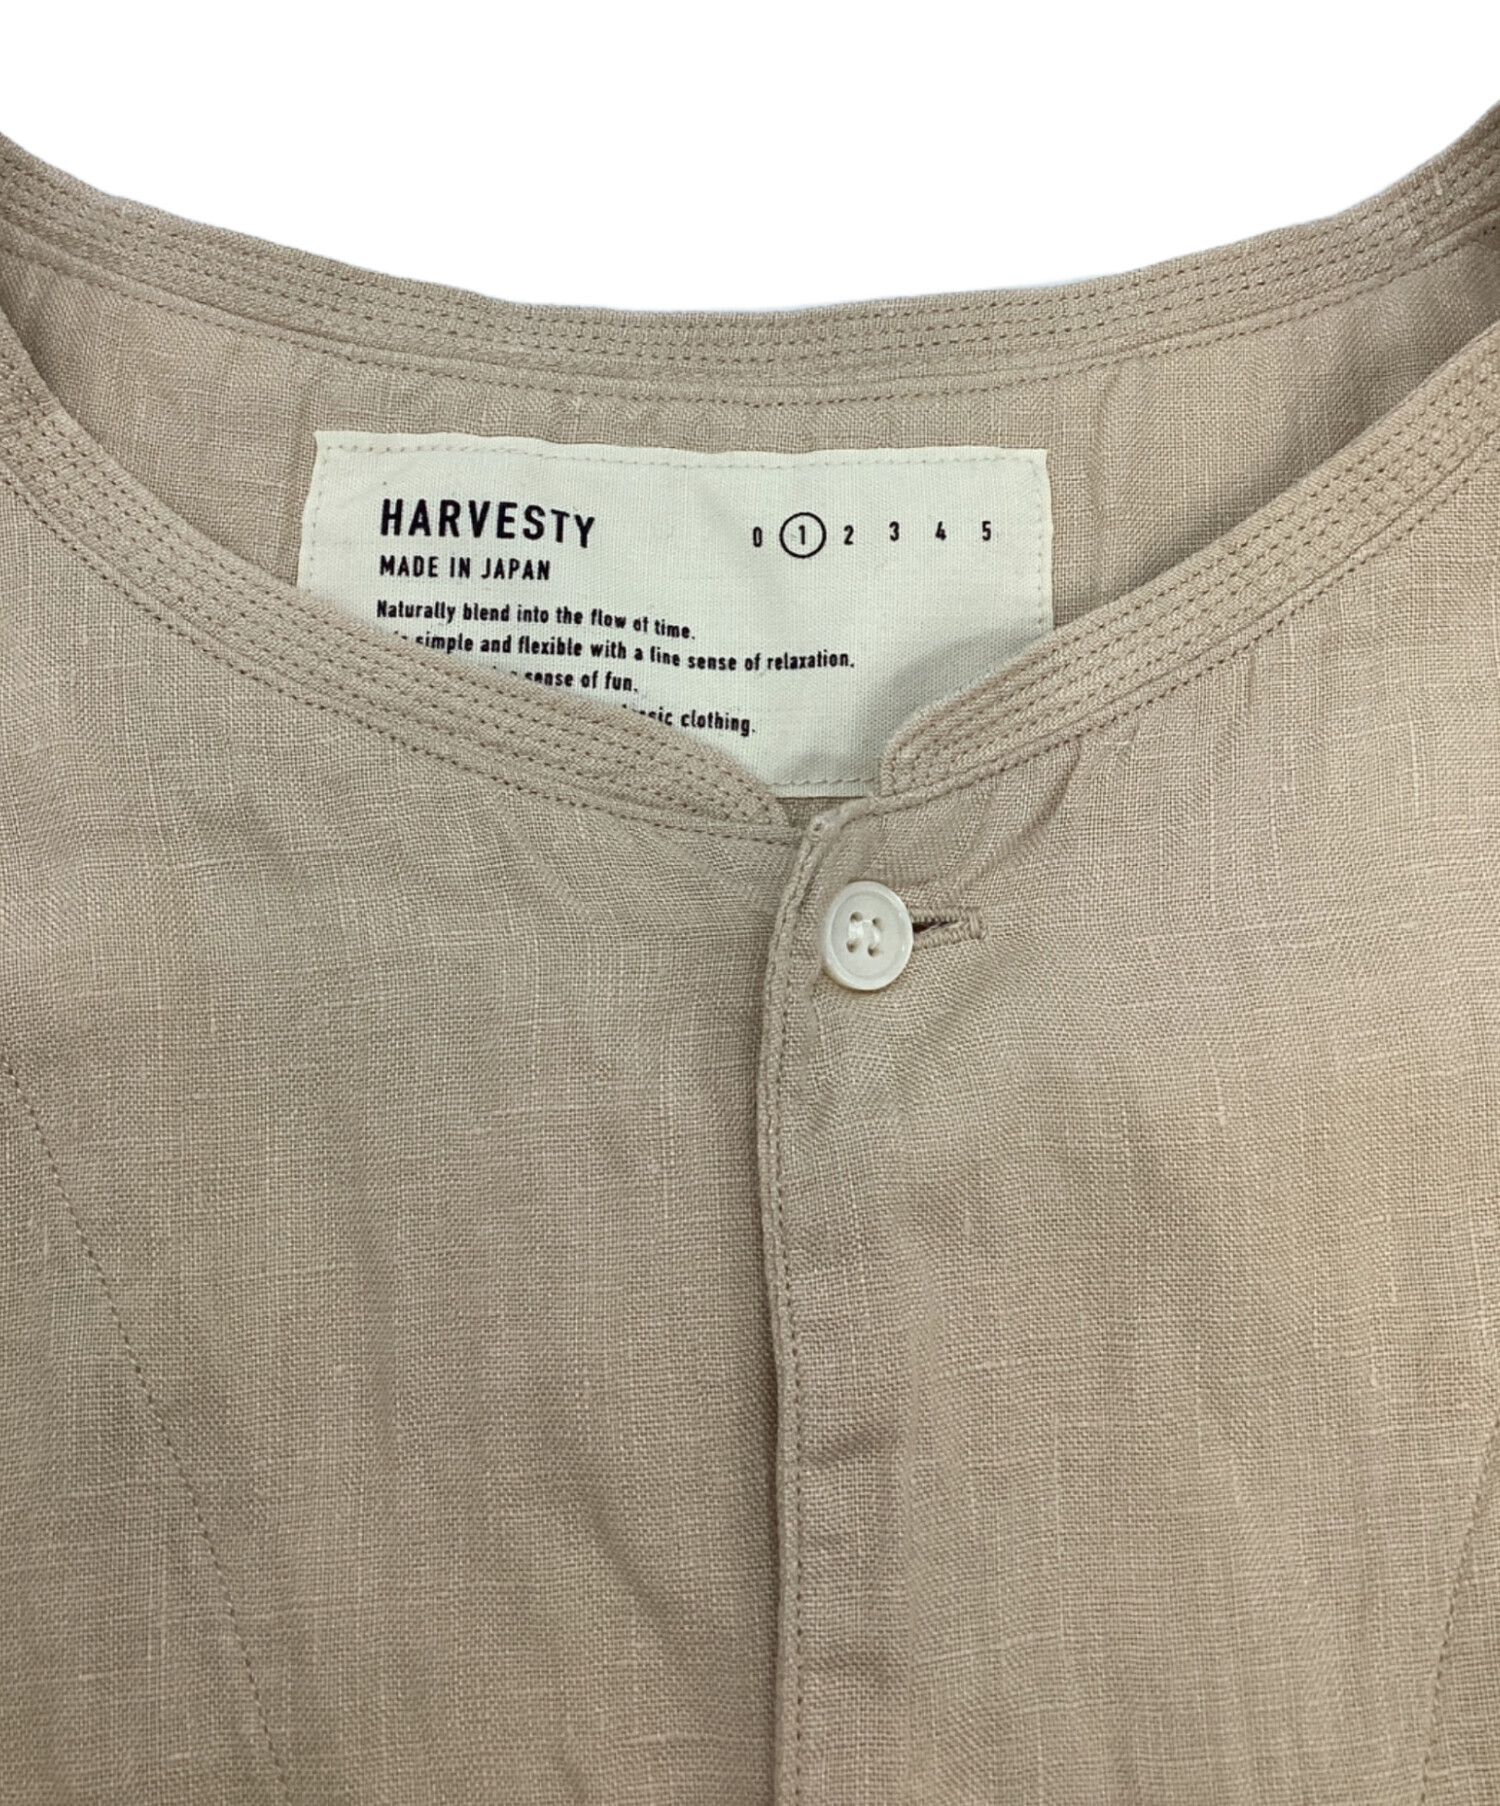 HARVESTY
0 1 2 3 4 5
MADE IN JAPAN
Naturally blend into the flow of time.
simple and flexible with a fine sense of relaxation.
sense of fun.
clothing.